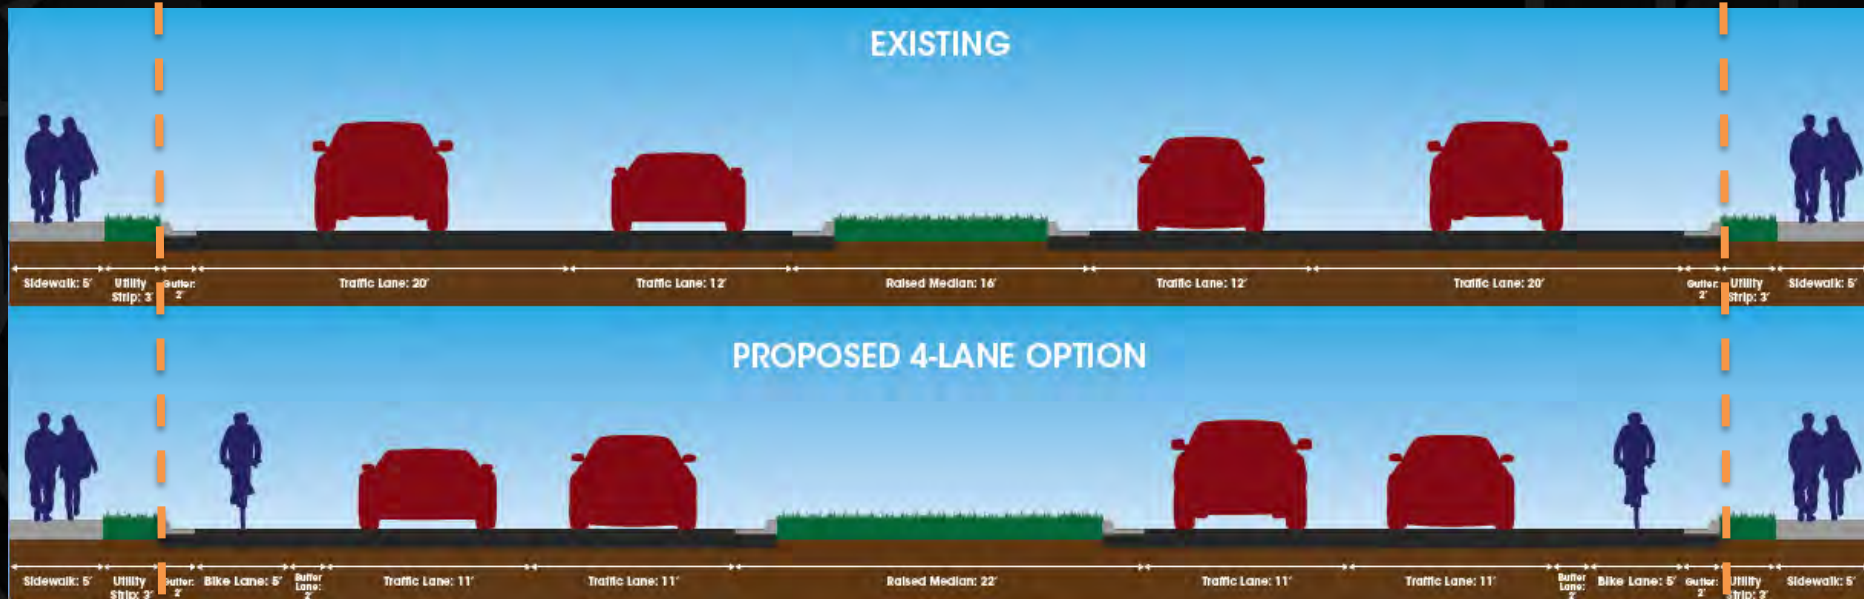 EXISTING
Sidewalk: 5'
Utility
Strip: 3'
Gutter:
2'
Traffic Lane: 20'
Traffic Lane: 12'
Raised Median: 16'
Traffic Lane: 12'
Traffic Lane: 20'
Gutter:
2'
Utility
Strip: 3'
Sidewalk: 5'
PROPOSED 4-LANE OPTION
Sidewalk: 5'
Utility
Strip: 3'
Gutter:
2'
Bike Lane: 5'
Buffer
Lane:
2'
Traffic Lane: 11'
Traffic Lane: 11'
Raised Median: 22'
Traffic Lane: 11'
Traffic Lane: 11'
Buffer
Lane:
2'
Bike Lane: 5'
Gutter:
2'
Utility
Strip: 3'
Sidewalk: 5'